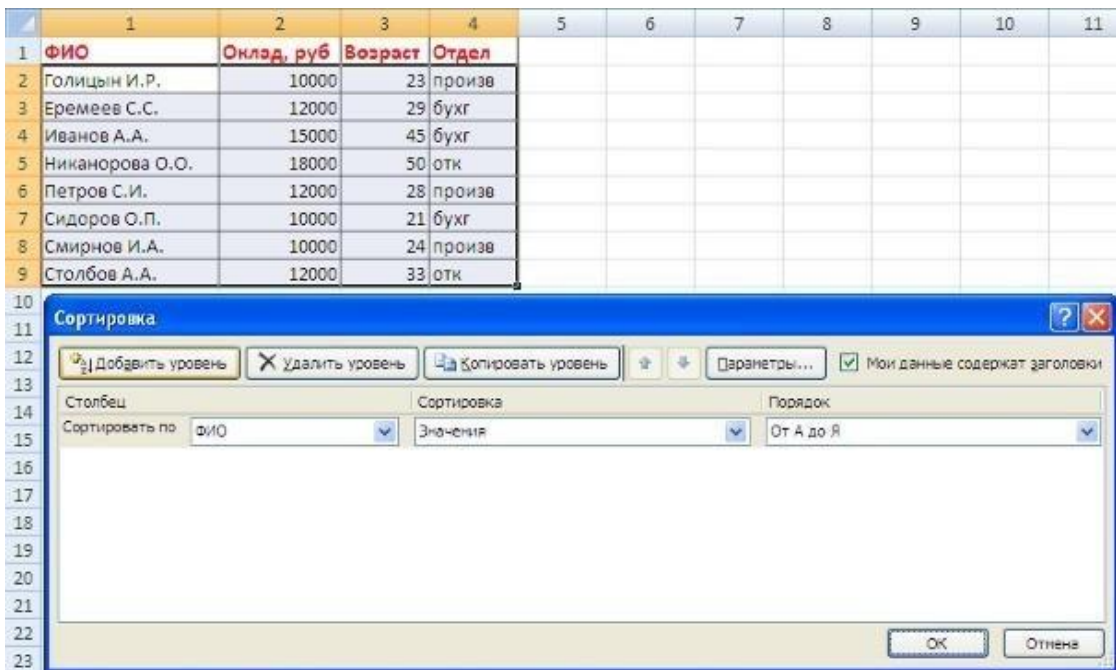 1 2 3 4 5 6 7 8 9 10 11
1 ФИО Оклад, руб Возраст Отдел
2 Голицын И.Р. 10000 23 произв
3 Еремеев С.С. 12000 29 бухг
4 Иванов А.А. 15000 45 бухг
5 Никанорова О.О. 18000 50 отк
6 Петров С.И. 12000 28 произв
7 Сидоров О.П. 10000 21 бухг
8 Смирнов И.А. 10000 24 произв
9 Столбов А.А. 12000 33 отк
10
11 Сортировка
12 Добавить уровень Удалить уровень Копировать уровень Параметры... Мои данные содержат заголовки
13
14 Столбец Сортировка Порядок
15 Сортировать по ФИО Значения От А до Я
16
17
18
19
20
21
22 ОК Отмена
23